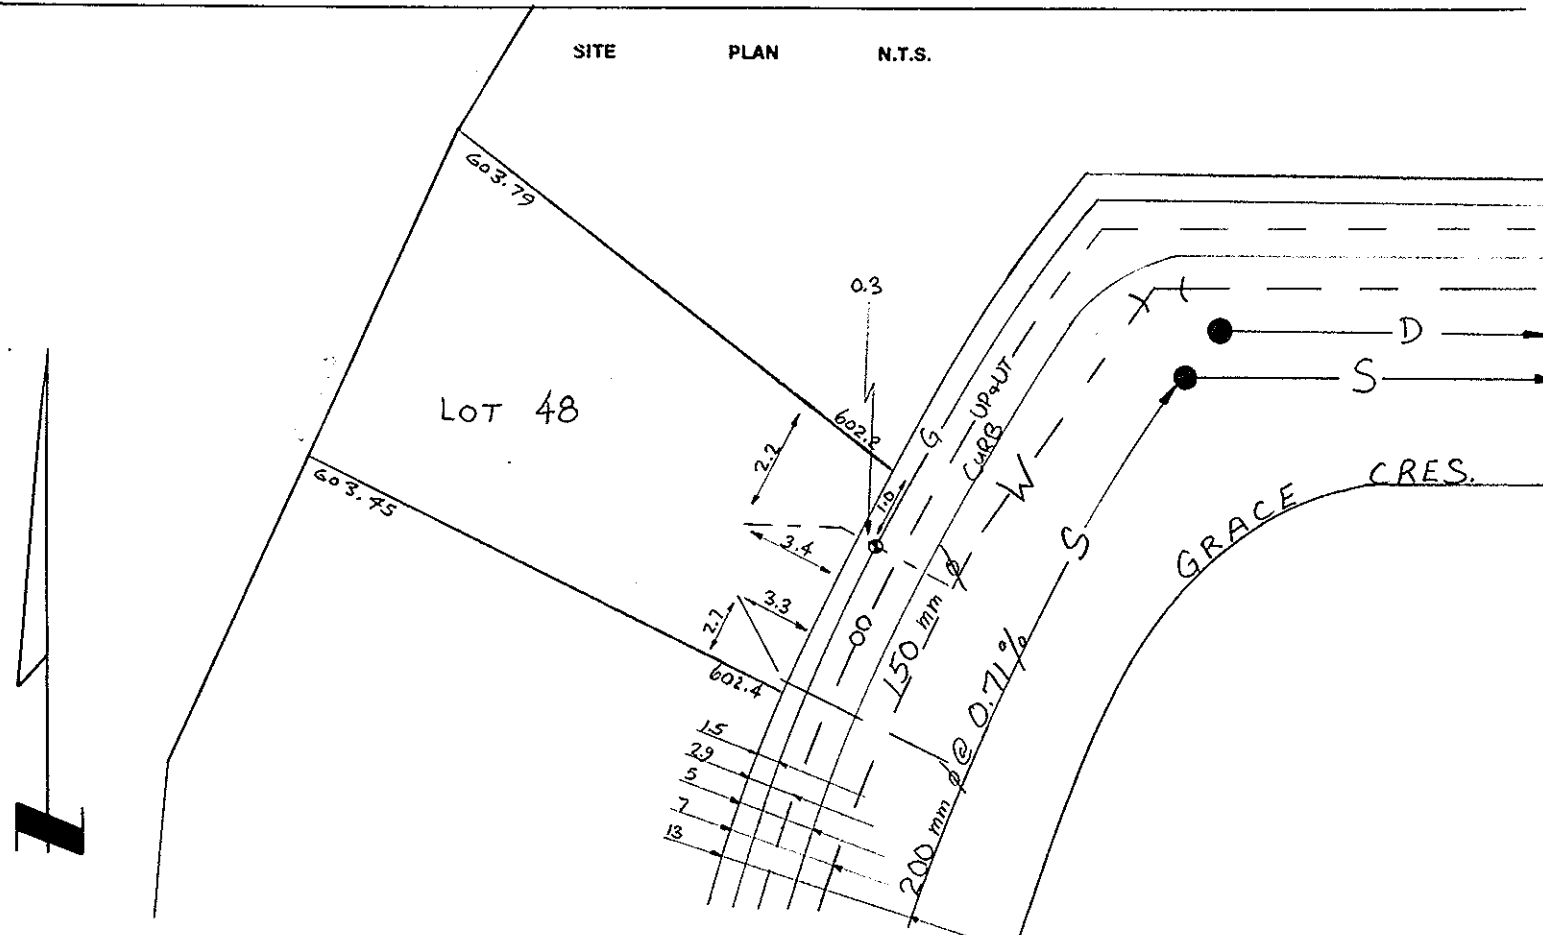 SITE PLAN N.T.S.
603.79
0.3
LOT 48
602.2
2.2
G
UP&UT
CURB
D
S
W
1.0
603.45
3.4
S
GRACE CRES.
3.3
2.7
602.4
150 mm ϕ
200 mm ϕ @ 0.71%
1.5
2.9
5
7
13